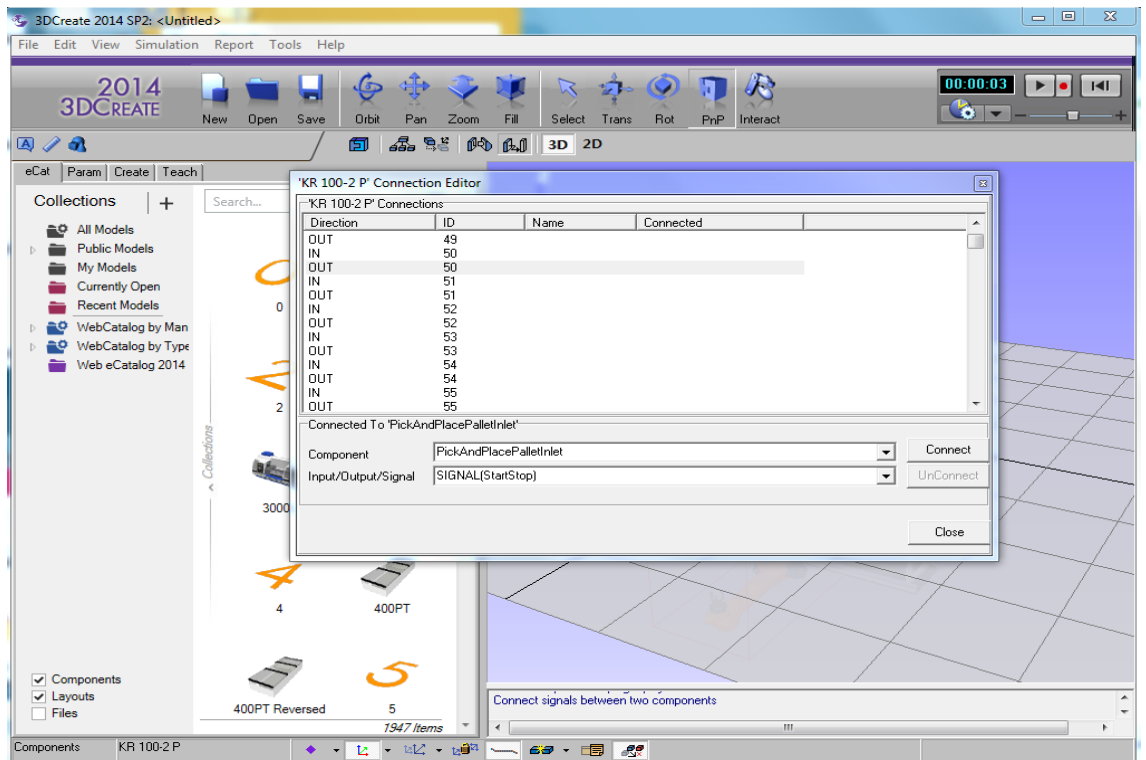 3DCreate 2014 SP2: <Untitled>
File Edit View Simulation Report Tools Help
2014
3DCREATE
New Open Save Orbit Pan Zoom Fill Select Trans Rot PnP Interact
00:00:03
3D 2D
eCat Param Create Teach
Collections +
Search...
All Models
Public Models
My Models
Currently Open
Recent Models
WebCatalog by Man
WebCatalog by Type
Web eCatalog 2014
Collections
0
2
3000
4
400PT
400PT Reversed
5
1947 Items
Components
Layouts
Files
'KR 100-2 P' Connection Editor
'KR 100-2 P' Connections
Direction ID Name Connected
OUT 49
IN 50
OUT 50
IN 51
OUT 51
IN 52
OUT 52
IN 53
OUT 53
IN 54
OUT 54
IN 55
OUT 55
Connected To 'PickAndPlacePalletInlet'
Component PickAndPlacePalletInlet Connect
Input/Output/Signal SIGNAL(StartStop) UnConnect
Close
Connect signals between two components
Components KR 100-2 P